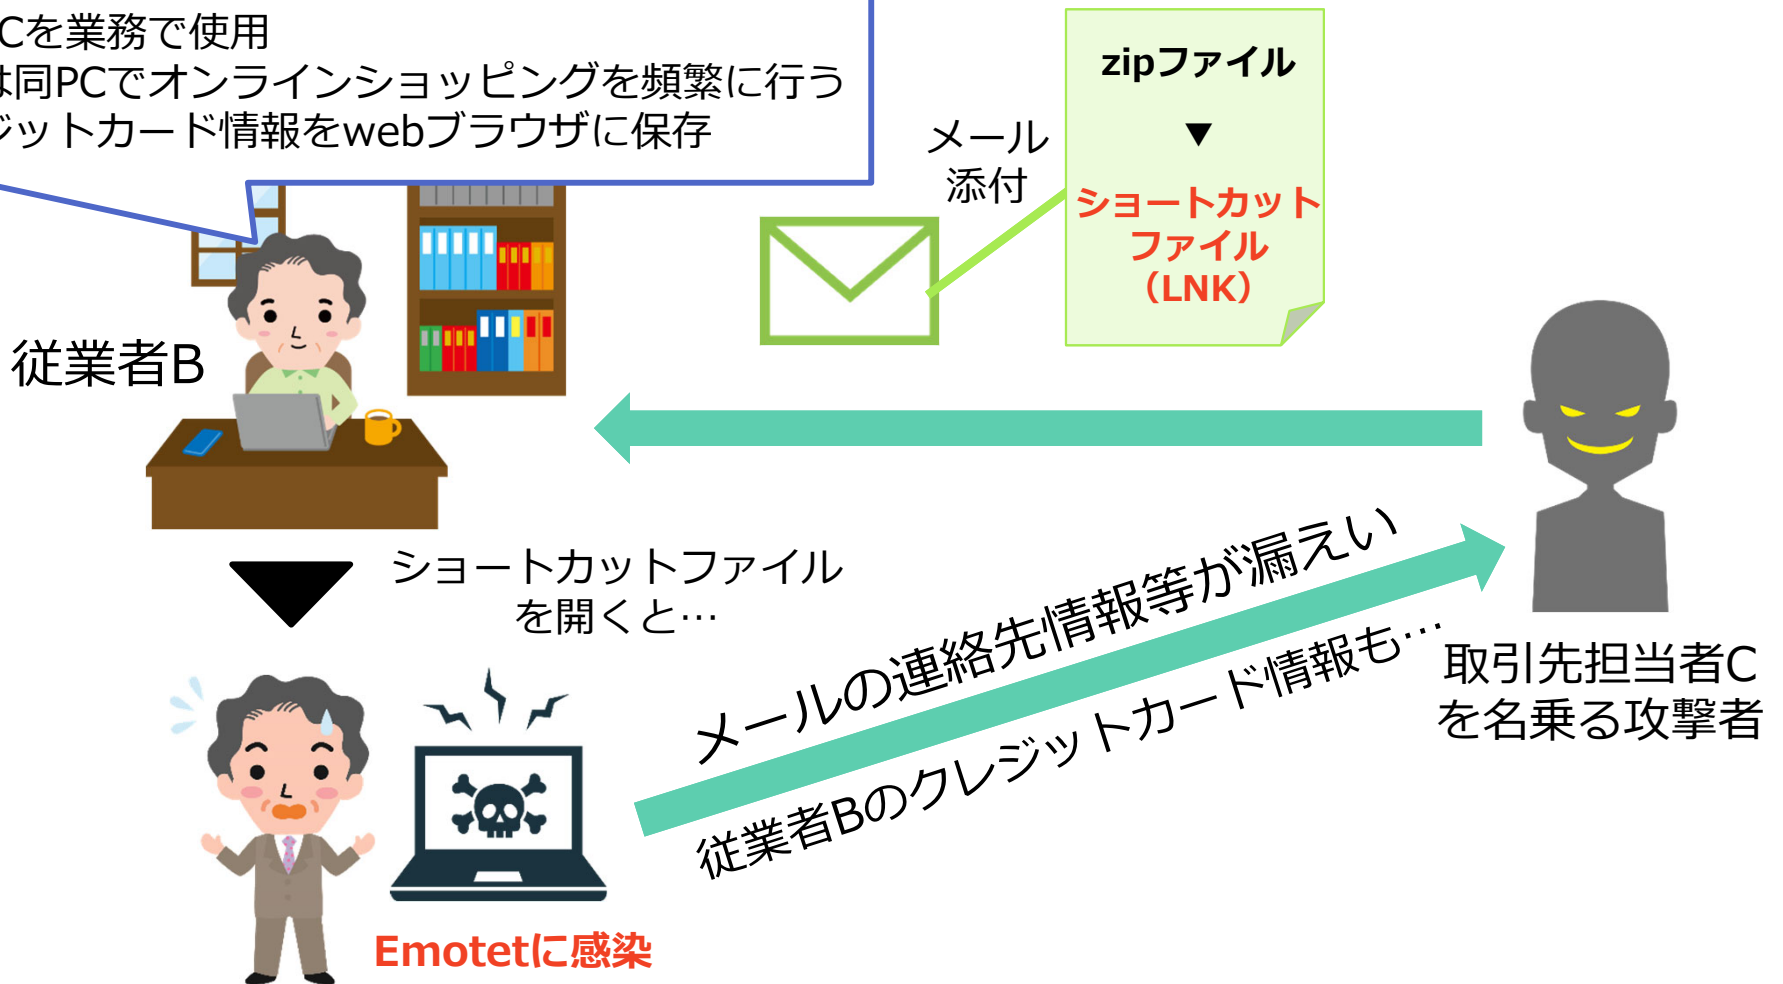 Cを業務で使用
は同PCでオンラインショッピングを頻繁に行う
ジットカード情報をwebブラウザに保存
メール
添付
zipファイル
▼
ショートカット
ファイル
（LNK）
従業者B
ショートカットファイル
を開くと…
メールの連絡先情報等が漏えい
従業者Bのクレジットカード情報も…
取引先担当者C
を名乗る攻撃者
Emotetに感染